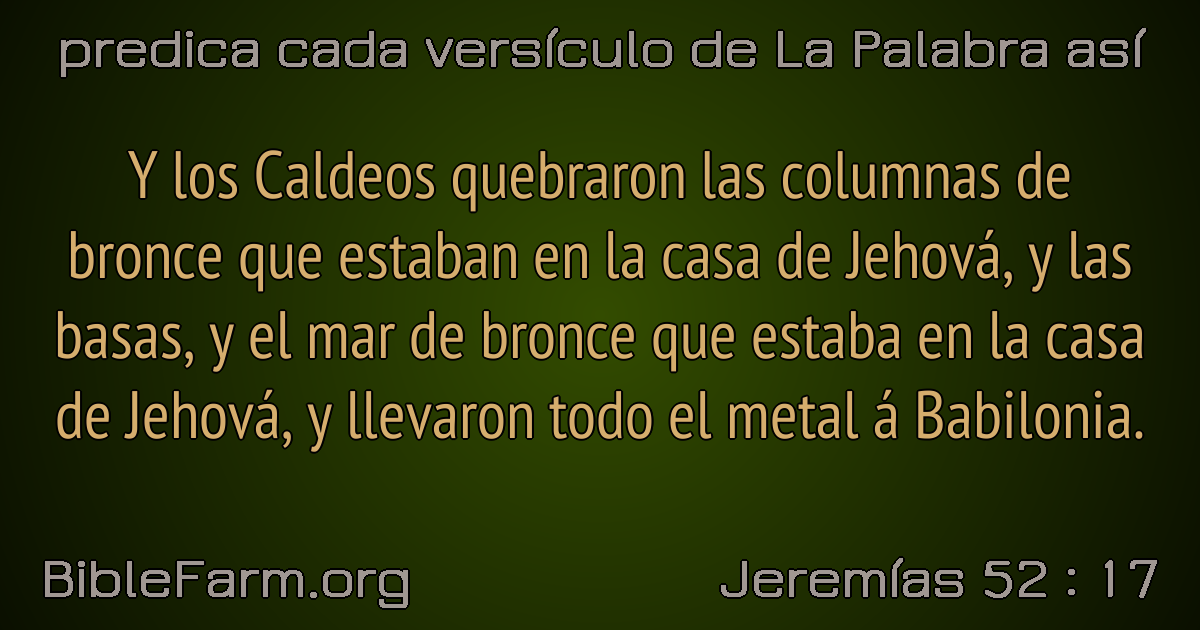 predica cada versículo de La Palabra así
Y los Caldeos quebraron las columnas de
bronce que estaban en la casa de Jehová, y las
basas, y el mar de bronce que estaba en la casa
de Jehová, y llevaron todo el metal á Babilonia.
BibleFarm.org
Jeremías 52 : 17